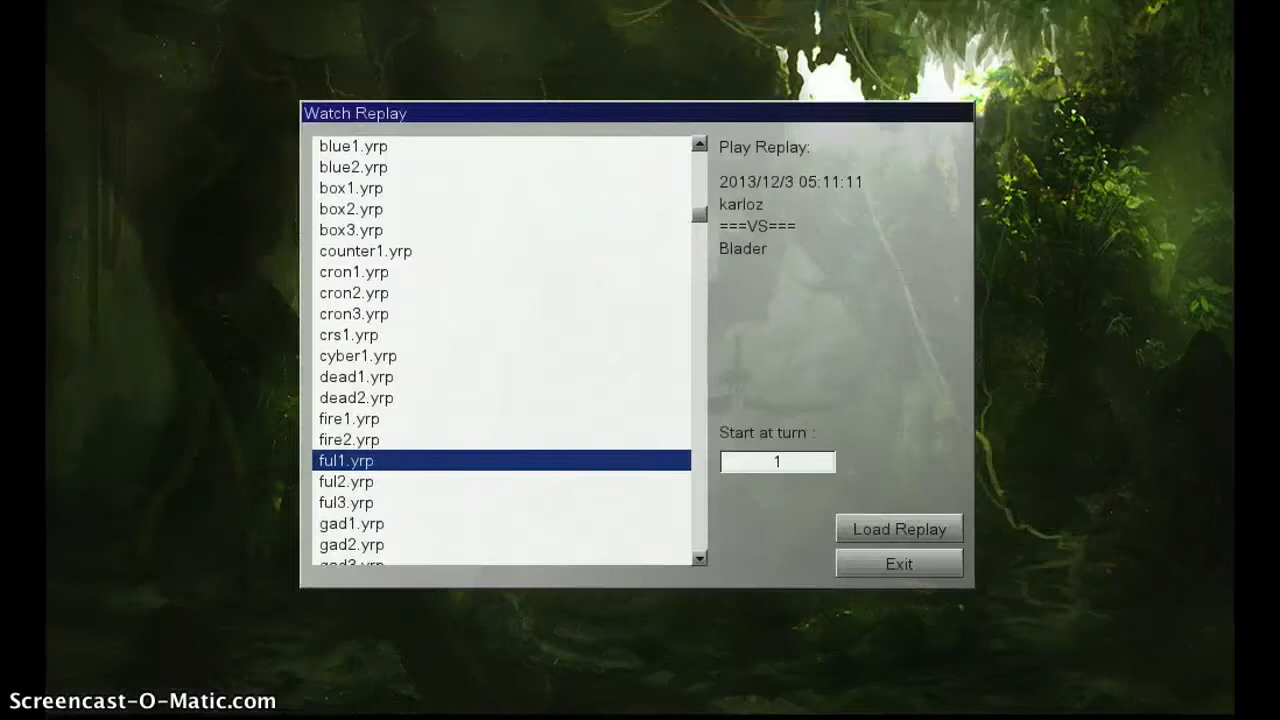 Watch Replay
blue1.yrp
blue2.yrp
box1.yrp
box2.yrp
box3.yrp
counter1.yrp
cron1.yrp
cron2.yrp
cron3.yrp
crs1.yrp
cyber1.yrp
dead1.yrp
dead2.yrp
fire1.yrp
fire2.yrp
ful1.yrp
ful2.yrp
ful3.yrp
gad1.yrp
gad2.yrp
gad3.yrp
Play Replay:
2013/12/3 05:11:11
karloz
===VS===
Blader
Start at turn :
1
Load Replay
Exit
Screencast-O-Matic.com